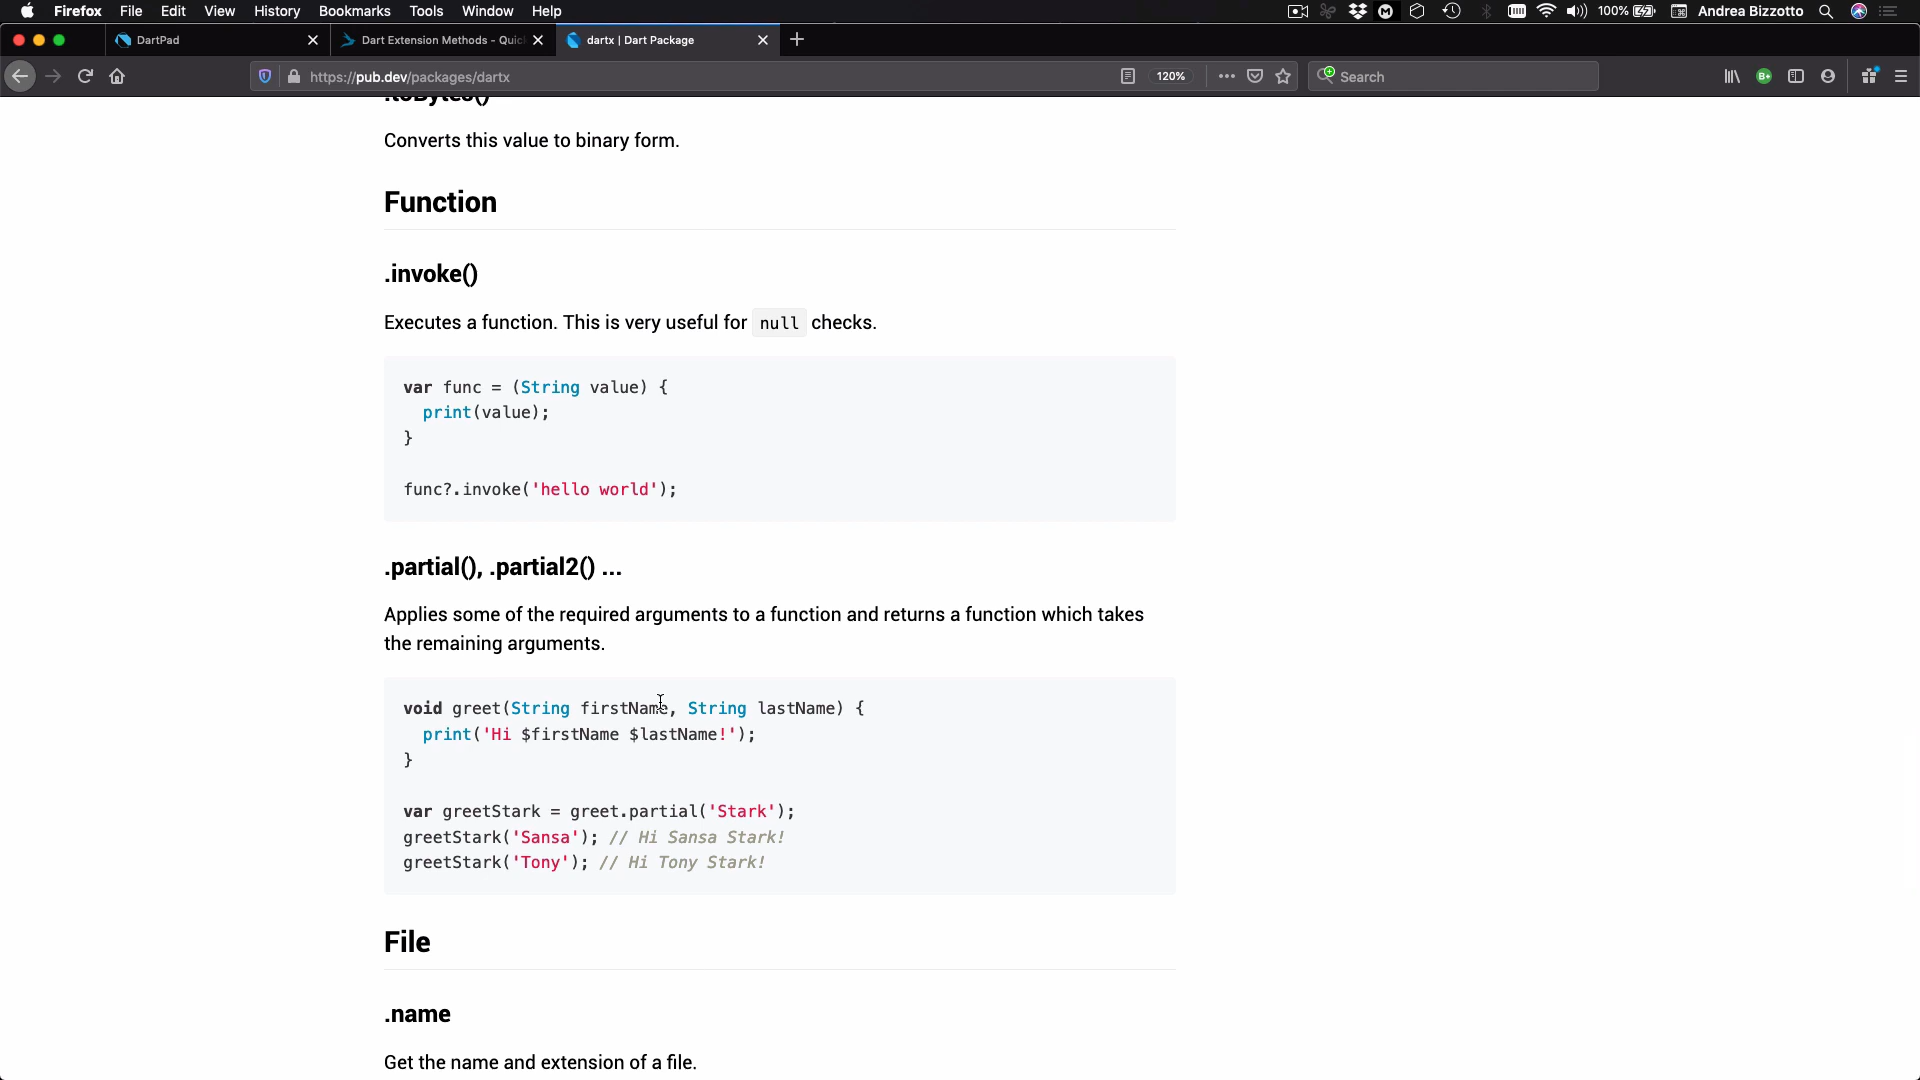 Firefox File Edit View History Bookmarks Tools Window Help 100% Andrea Bizzotto
DartPad Dart Extension Methods - Quic dartx | Dart Package
https://pub.dev/packages/dartx 120% Search
.toBytes()
Converts this value to binary form.
Function
.invoke()
Executes a function. This is very useful for null checks.
var func = (String value) {
print(value);
}
func?.invoke('hello world');
.partial(), .partial2() ...
Applies some of the required arguments to a function and returns a function which takes
the remaining arguments.
void greet(String firstName, String lastName) {
print('Hi $firstName $lastName!');
}
var greetStark = greet.partial('Stark');
greetStark('Sansa'); // Hi Sansa Stark!
greetStark('Tony'); // Hi Tony Stark!
File
.name
Get the name and extension of a file.